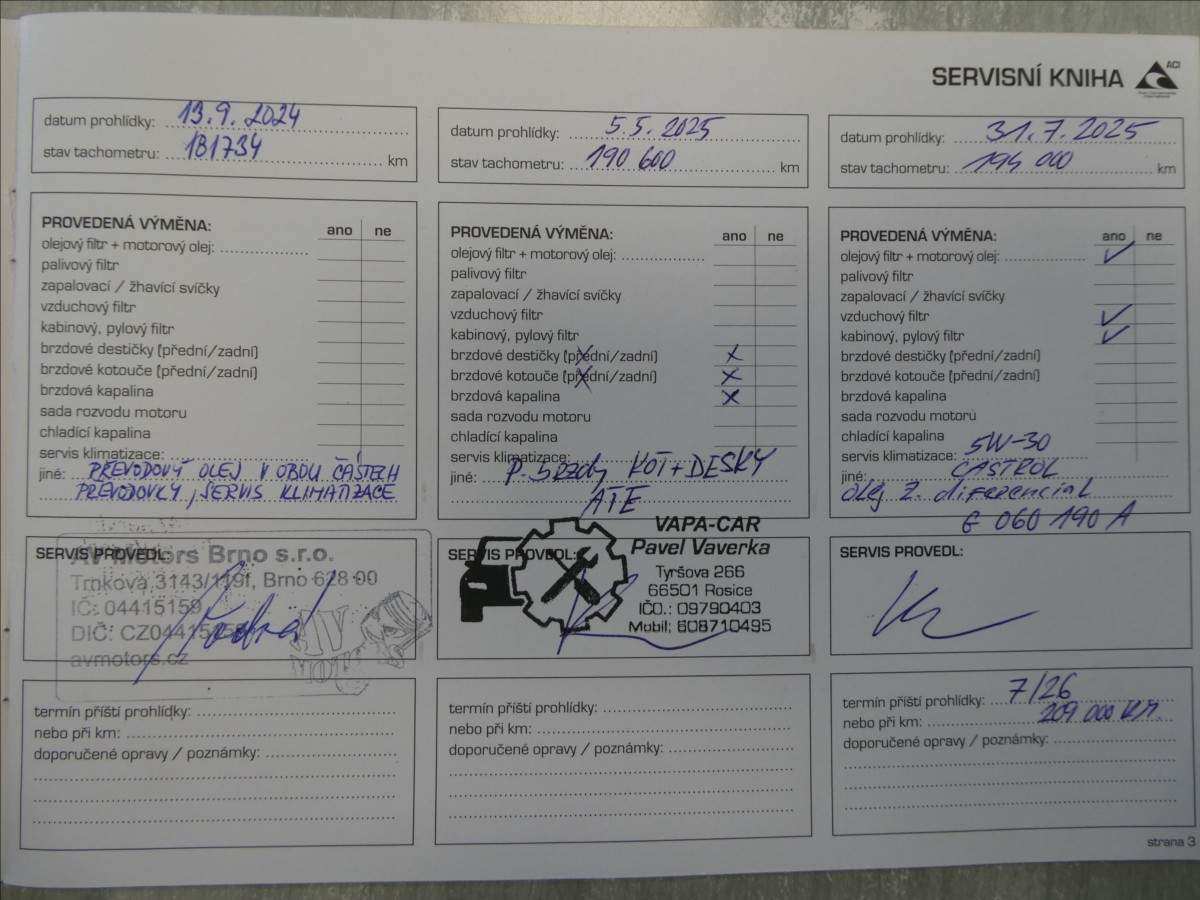 SERVISNÍ KNIHA
ACI
datum prohlídky: 13.9.2024
stav tachometru: 181734 km
PROVEDENÁ VÝMĚNA: ano ne
olejový filtr + motorový olej:
palivový filtr
zapalovací / žhavící svíčky
vzduchový filtr
kabinový, pylový filtr
brzdové destičky (přední/zadní)
brzdové kotouče (přední/zadní)
brzdová kapalina
sada rozvodu motoru
chladící kapalina
servis klimatizace:
jiné: PŘEVODOVÝ OLEJ V OBOU ČÁSTECH
PŘEVODOVKY, SERVIS KLIMATIZACE
SERVIS PROVEDL:
AV Motors Brno s.r.o.
Trnkova 3143/119f, Brno 628 00
IČ: 04415159
DIČ: CZ04415159
avmotors.cz
AV
MOTORS
termín příští prohlídky:
nebo při km:
doporučené opravy / poznámky:
datum prohlídky: 5.5.2025
stav tachometru: 190 600 km
PROVEDENÁ VÝMĚNA: ano ne
olejový filtr + motorový olej:
palivový filtr
zapalovací / žhavící svíčky
vzduchový filtr
kabinový, pylový filtr
brzdové destičky (přední/zadní) x
brzdové kotouče (přední/zadní) x
brzdová kapalina x
sada rozvodu motoru
chladící kapalina
servis klimatizace:
jiné: P. Brzdy KOT + DESKY
ATE
SERVIS PROVEDL:
VAPA-CAR
Pavel Vaverka
Tyršova 266
66501 Rosice
IČO.: 09790403
Mobil: 608710495
termín příští prohlídky:
nebo při km:
doporučené opravy / poznámky:
datum prohlídky: 31.7.2025
stav tachometru: 194 000 km
PROVEDENÁ VÝMĚNA: ano ne
olejový filtr + motorový olej: ✓
palivový filtr
zapalovací / žhavící svíčky
vzduchový filtr ✓
kabinový, pylový filtr ✓
brzdové destičky (přední/zadní)
brzdové kotouče (přední/zadní)
brzdová kapalina
sada rozvodu motoru
chladící kapalina
servis klimatizace: 5W-30
jiné: CASTROL
Olej z. diferenciál
G 060 190 A
SERVIS PROVEDL:
termín příští prohlídky: 7/26
nebo při km: 209 000 km.
doporučené opravy / poznámky:
strana 3